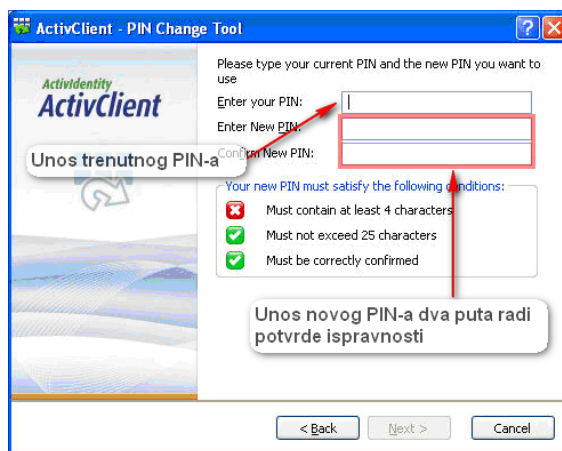 ActivClient - PIN Change Tool
Please type your current PIN and the new PIN you want to
use
ActivIdentity
ActivClient
Enter your PIN:
Enter New PIN:
Confirm New PIN:
Unos trenutnog PIN-a
Your new PIN must satisfy the following conditions:
Must contain at least 4 characters
Must not exceed 25 characters
Must be correctly confirmed
Unos novog PIN-a dva puta radi
potvrde ispravnosti
< Back
Next >
Cancel